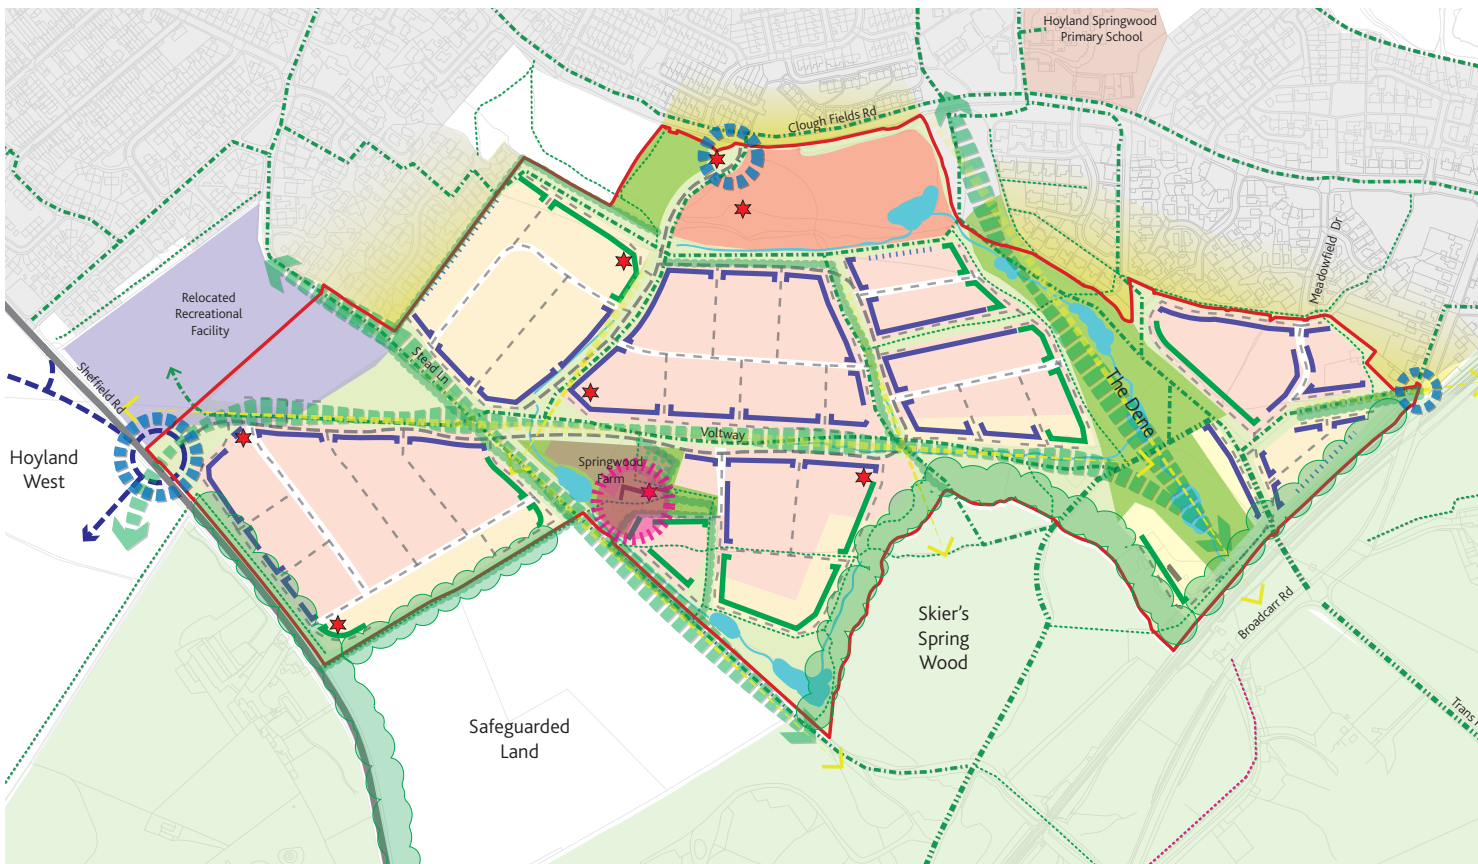 Hoyland Springwood
Primary School
Clough Fields Rd
Meadowfield Dr
Relocated
Recreational
Facility
Stead Ln
Sheffield Rd
The Dene
Voltway
Hoyland
West
Springwood
Farm
Skier's
Spring
Wood
Broadcarr Rd
Safeguarded
Land
Trans